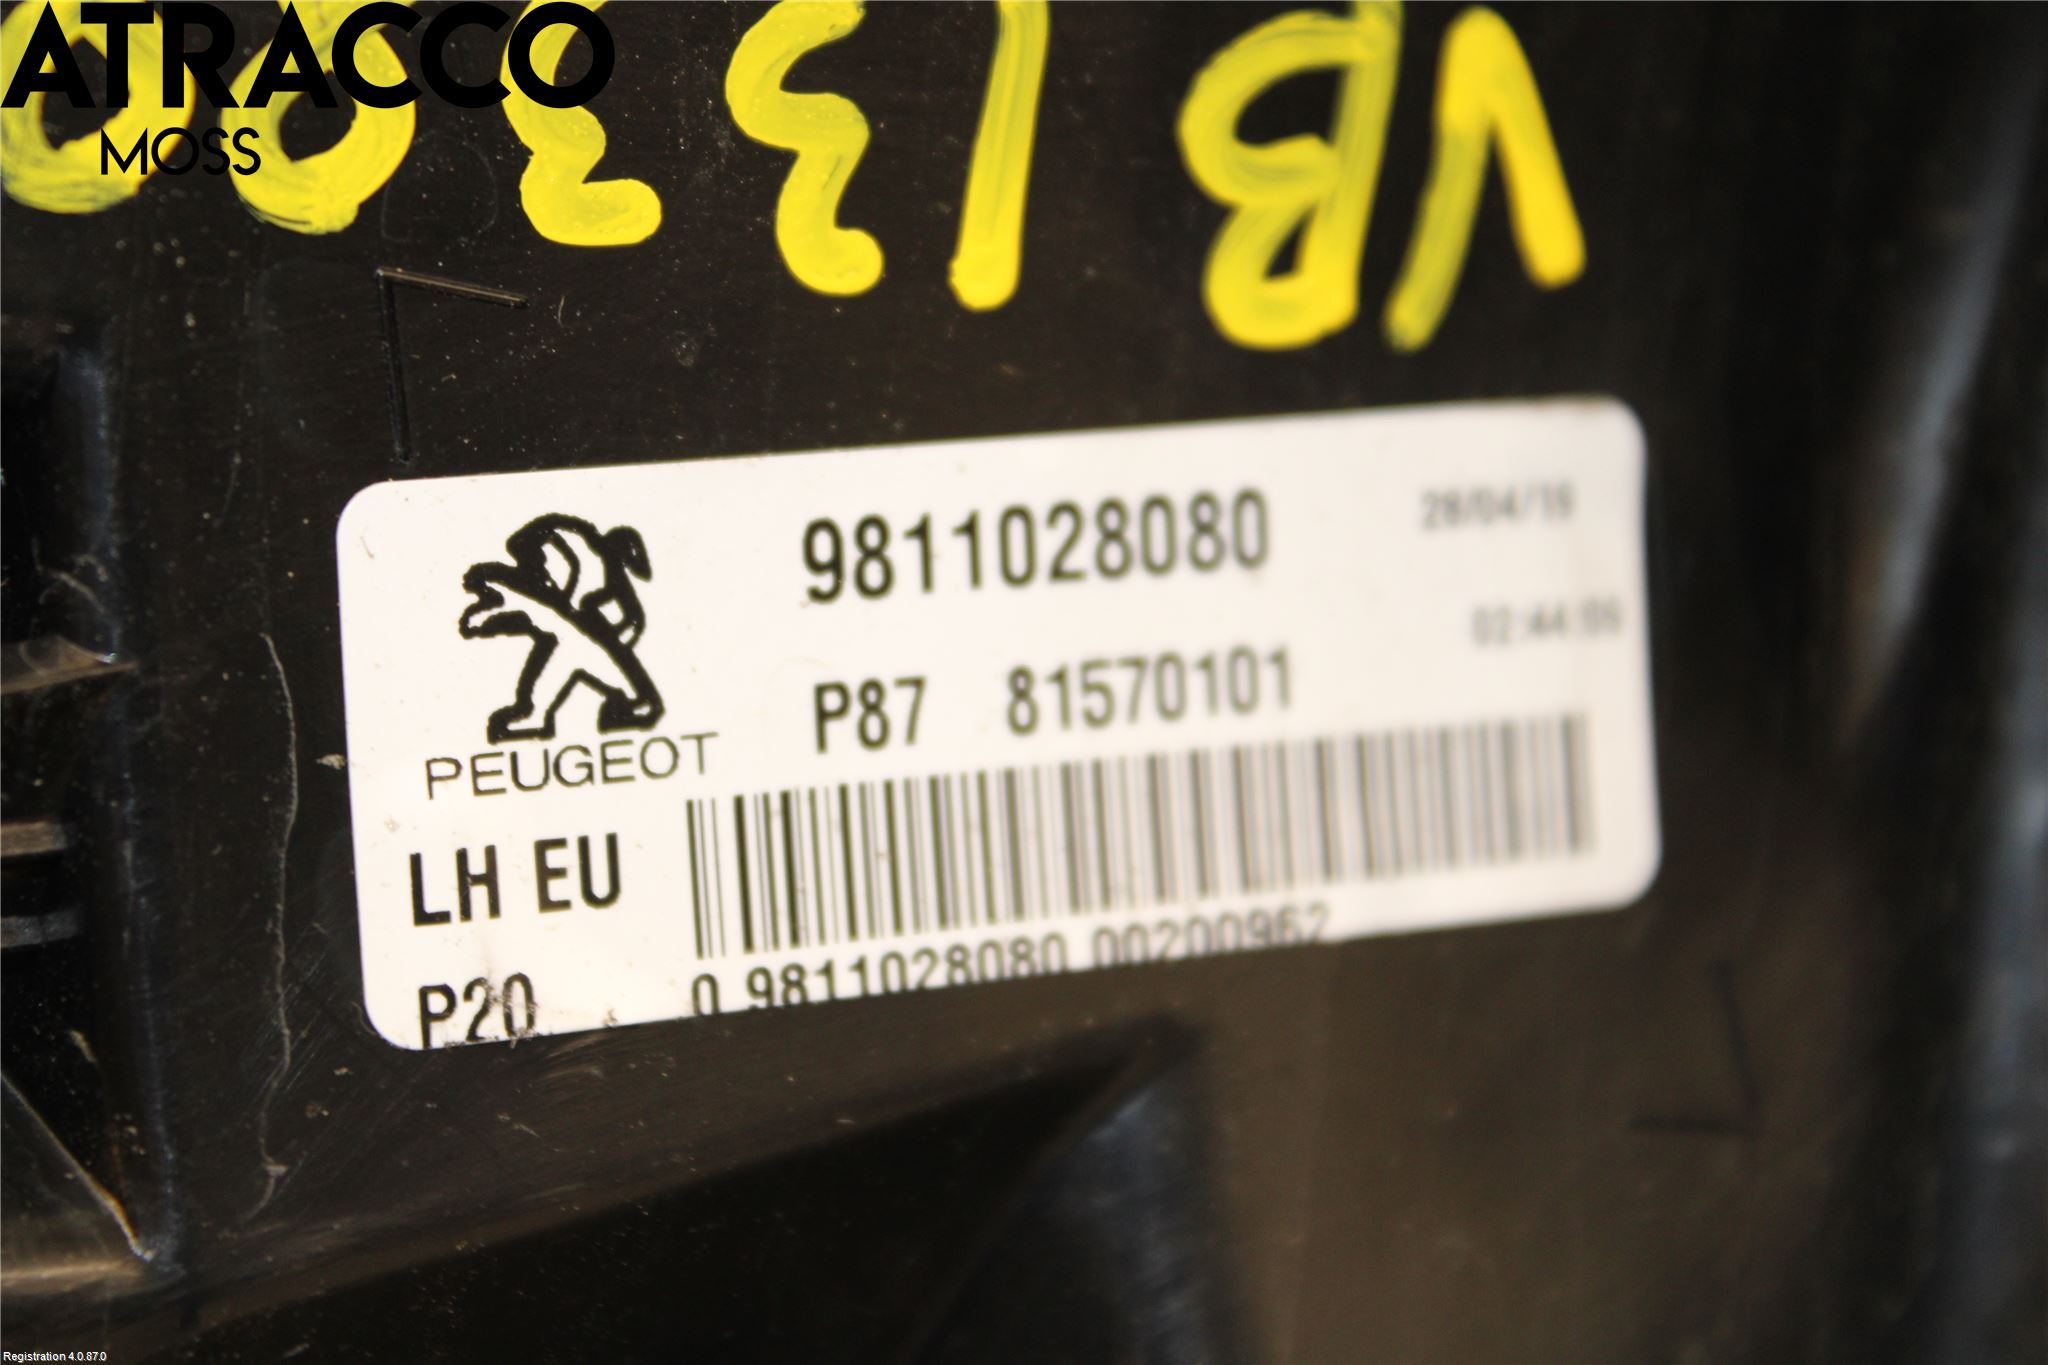 ATRACCO
MOSS
VB 13300
9811028080
28/04/16
02:44:55
PEUGEOT
P87 81570101
LH EU
P20
0 9811028080 00200962
Registration 4.0.87.0